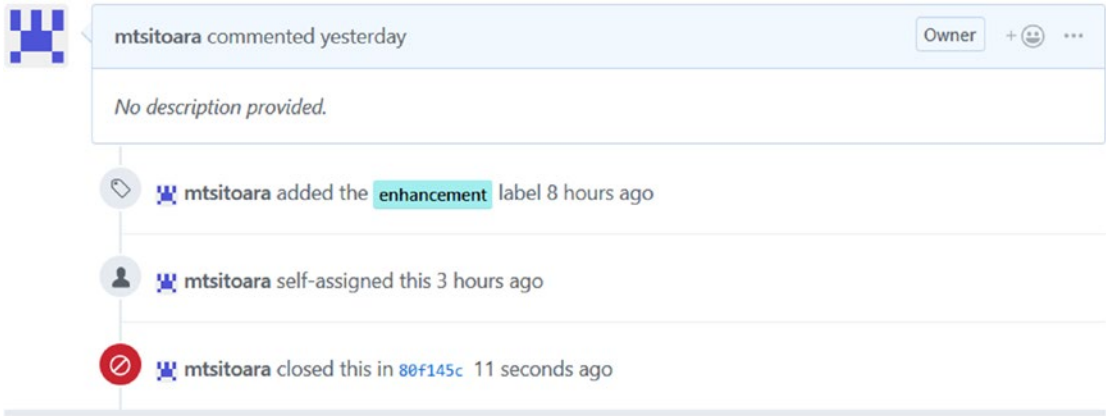 mtsitoara commented yesterday Owner
No description provided.
mtsitoara added the enhancement label 8 hours ago
mtsitoara self-assigned this 3 hours ago
mtsitoara closed this in 80f145c 11 seconds ago